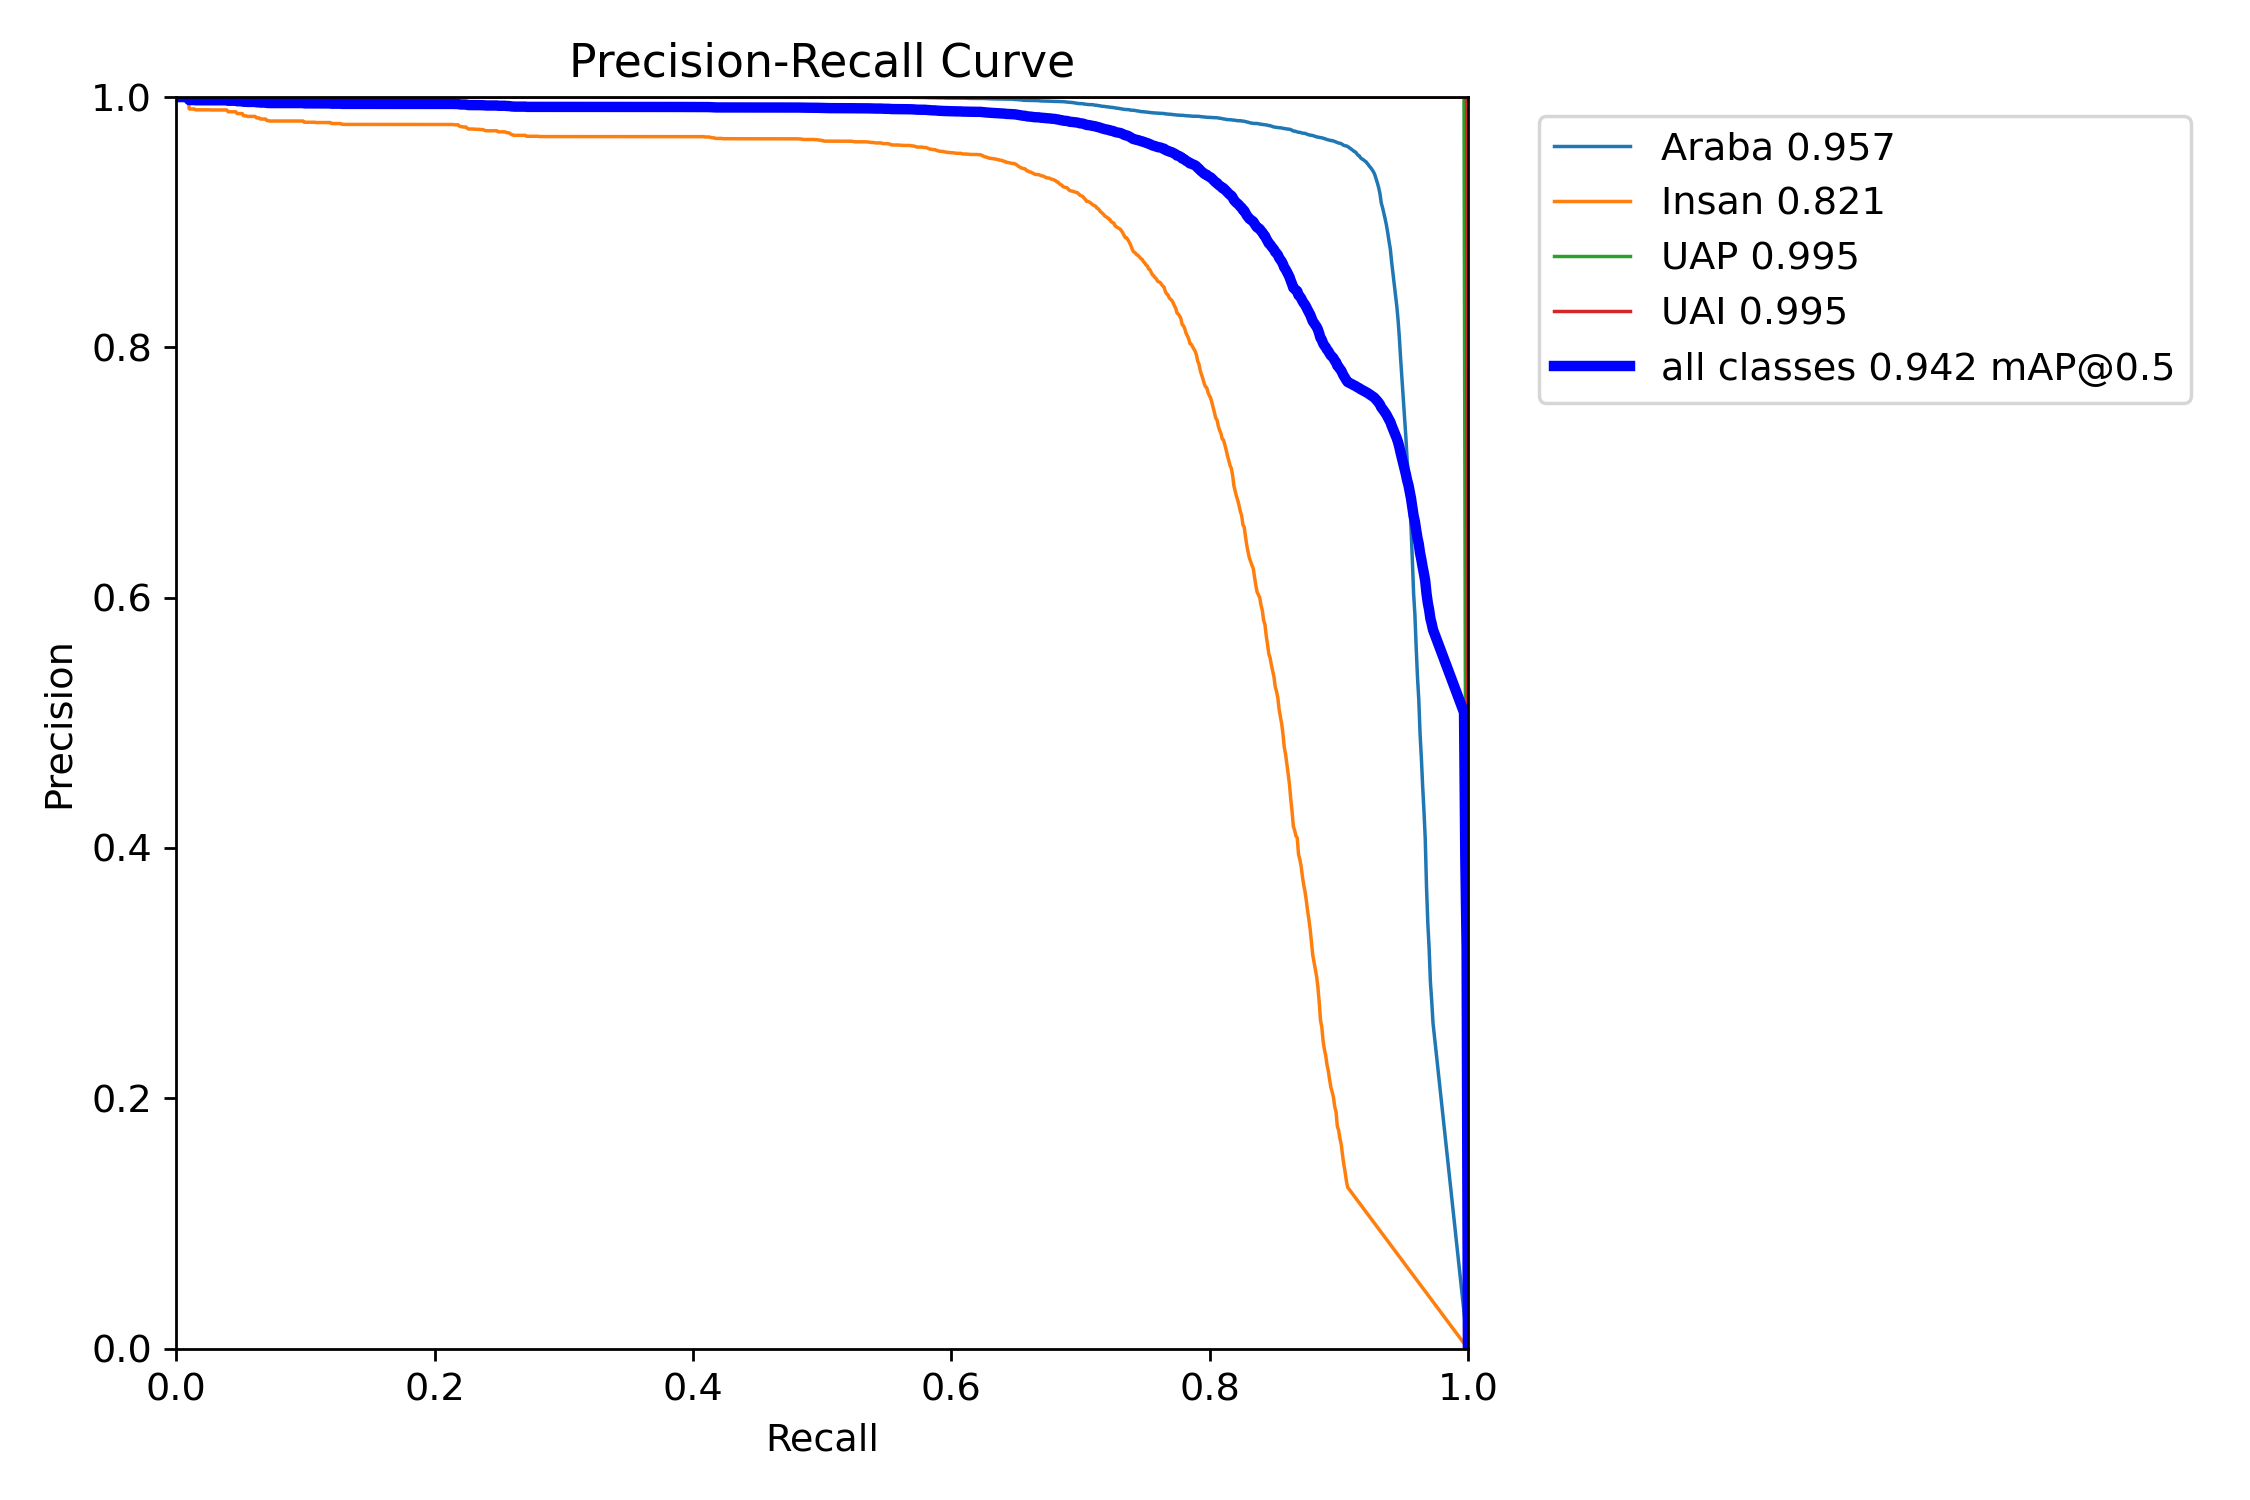 Precision-Recall Curve
1.0
0.8
0.6
0.4
0.2
0.0
Precision
0.0 0.2 0.4 0.6 0.8 1.0
Recall
Araba 0.957
Insan 0.821
UAP 0.995
UAI 0.995
all classes 0.942 mAP@0.5